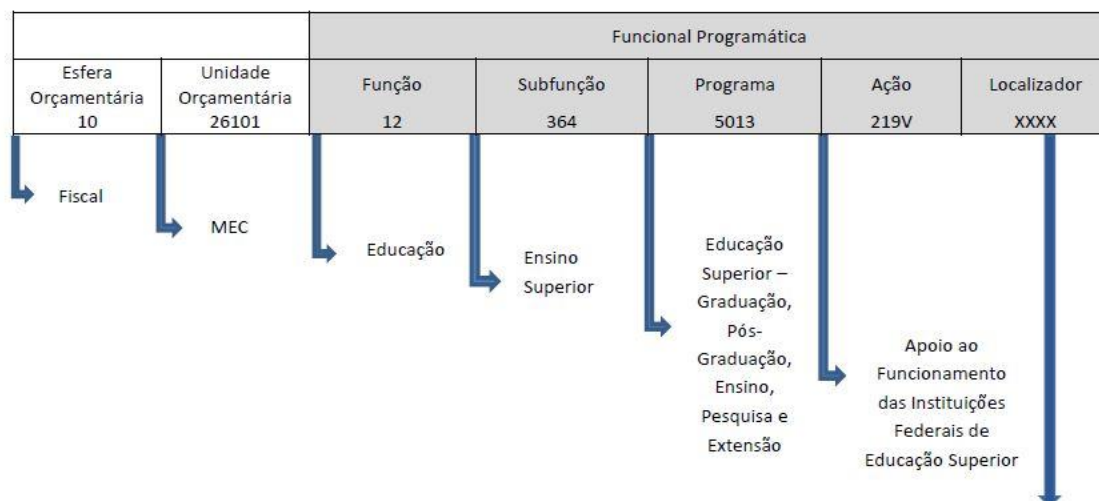 Funcional Programática
Esfera
Orçamentária
10
Unidade
Orçamentária
26101
Função
12
Subfunção
364
Programa
5013
Ação
219V
Localizador
XXXX
Fiscal
MEC
Educação
Ensino
Superior
Educação
Superior –
Graduação,
Pós-
Graduação,
Ensino,
Pesquisa e
Extensão
Apoio ao
Funcionamento
das Instituições
Federais de
Educação Superior